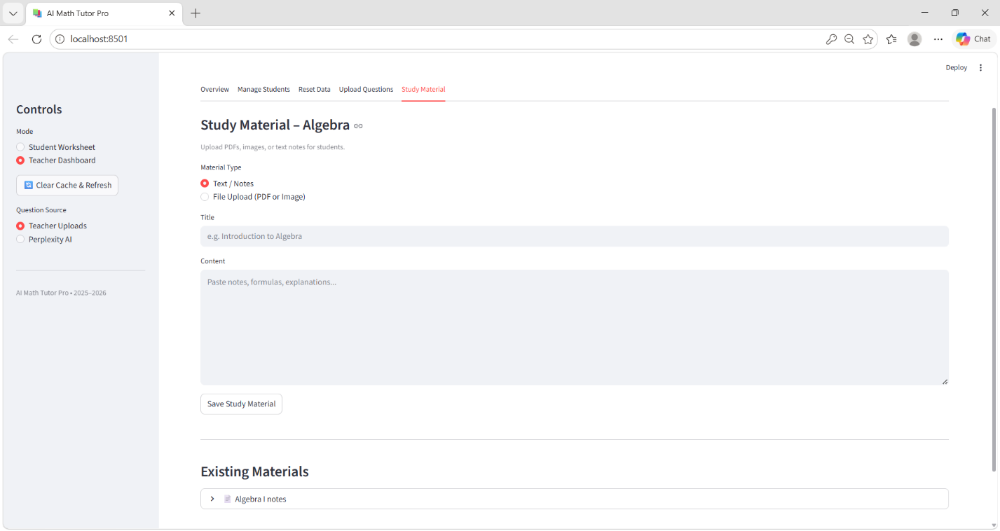 AI Math Tutor Pro
localhost:8501
Chat
Deploy
Controls
Mode
Student Worksheet
Teacher Dashboard
Clear Cache & Refresh
Question Source
Teacher Uploads
Perplexity AI
AI Math Tutor Pro • 2025–2026
Overview Manage Students Reset Data Upload Questions Study Material
Study Material – Algebra
Upload PDFs, images, or text notes for students.
Material Type
Text / Notes
File Upload (PDF or Image)
Title
e.g. Introduction to Algebra
Content
Paste notes, formulas, explanations...
Save Study Material
Existing Materials
Algebra I notes